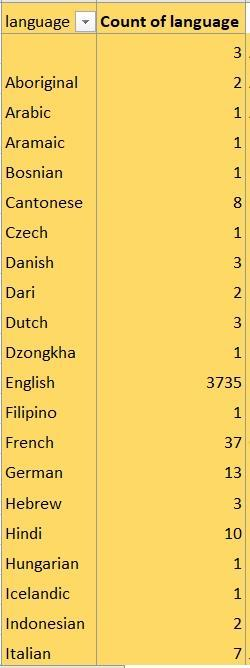 language Count of language
3
Aboriginal 2
Arabic 1
Aramaic 1
Bosnian 1
Cantonese 8
Czech 1
Danish 3
Dari 2
Dutch 3
Dzongkha 1
English 3735
Filipino 1
French 37
German 13
Hebrew 3
Hindi 10
Hungarian 1
Icelandic 1
Indonesian 2
Italian 7